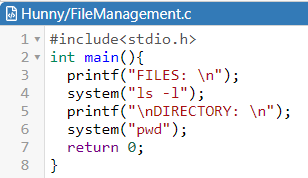 Hunny/FileManagement.c
1 #include<stdio.h>
2 int main(){
3 printf("FILES: \n");
4 system("ls -l");
5 printf("\nDIRECTORY: \n");
6 system("pwd");
7 return 0;
8 }